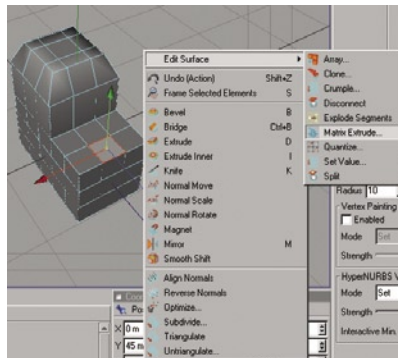 Edit Surface
Undo (Action) Shift+Z
Frame Selected Elements S
Bevel B
Bridge Ctrl+B
Extrude D
Extrude Inner I
Knife K
Normal Move
Normal Scale
Normal Rotate
Magnet
Mirror M
Smooth Shift
Align Normals
Reverse Normals
Optimize...
Subdivide...
Triangulate
Untriangulate...
Array...
Clone...
Crumple...
Disconnect
Explode Segments
Matrix Extrude...
Quantize...
Set Value...
Split
Radius 10
Vertex Painting
Enabled
Mode Set
Strength
HyperNURBS
Mode Set
Strength
Interactive Min.
X 0 m
Y 45 m